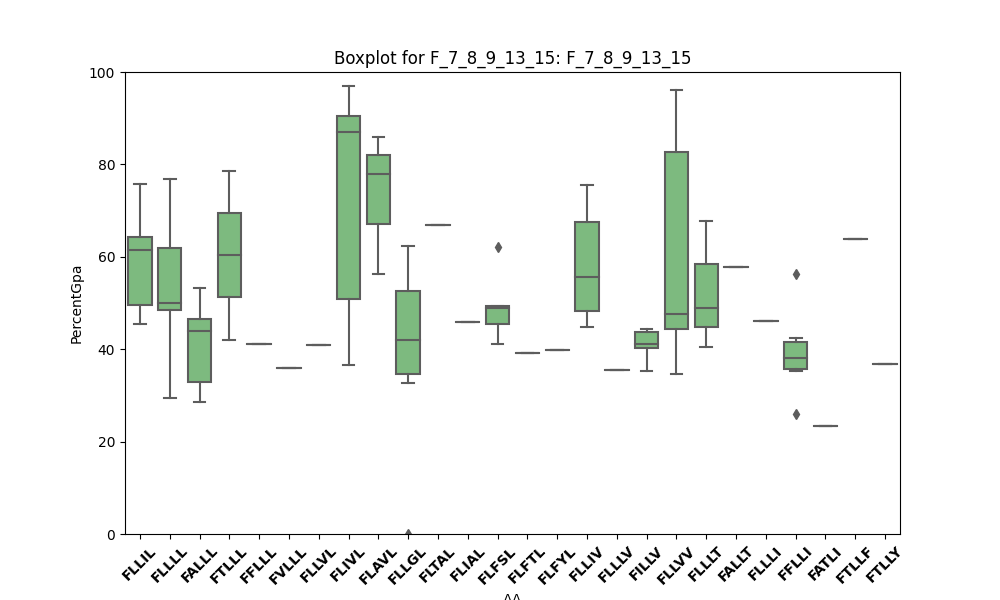 Boxplot for F_7_8_9_13_15: F_7_8_9_13_15
100
80
60
40
20
0
PercentGpa
FLLIL FLLLL FALLL FTLLL FFLLL FVLLL FLLVL FLIVL FLAVL FLLGL FLTAL FLIAL FLFSL FLFTL FLFYL FLLIV FLLLV FILLV FLLVV FLLLT FALLT FLLLI FFLLI FATLI FTLLF FTLLY
AA